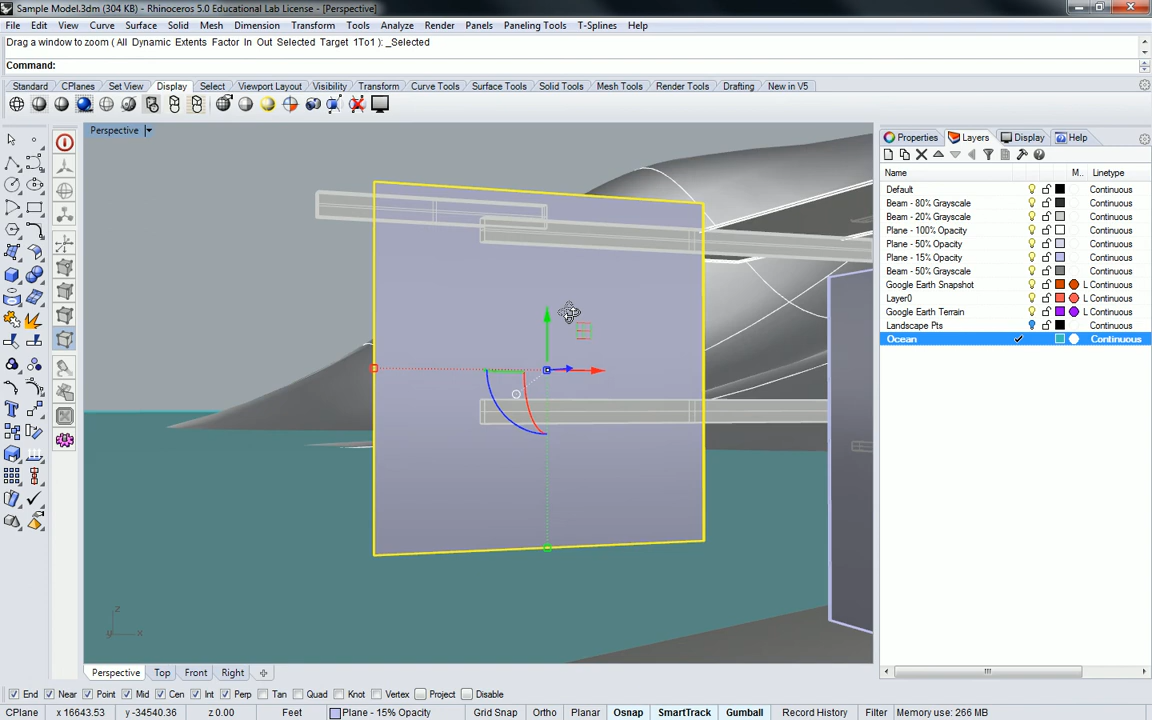 Sample Model.3dm (304 KB) - Rhinoceros 5.0 Educational Lab License - [Perspective]
File Edit View Curve Surface Solid Mesh Dimension Transform Tools Analyze Render Panels Paneling Tools T-Splines Help
Drag a window to zoom ( All Dynamic Extents Factor In Out Selected Target 1To1 ): _Selected
Command:
Standard CPlanes Set View Display Select Viewport Layout Visibility Transform Curve Tools Surface Tools Solid Tools Mesh Tools Render Tools Drafting New in V5
Perspective
Properties Layers Display Help
Name M.. Linetype
Default Continuous
Beam - 80% Grayscale Continuous
Beam - 20% Grayscale Continuous
Plane - 100% Opacity Continuous
Plane - 50% Opacity Continuous
Plane - 15% Opacity Continuous
Beam - 50% Grayscale Continuous
Google Earth Snapshot L Continuous
Layer0 L Continuous
Google Earth Terrain L Continuous
Landscape Pts Continuous
Ocean Continuous
z
y x
Perspective Top Front Right
End Near Point Mid Cen Int Perp Tan Quad Knot Vertex Project Disable
CPlane x 16643.53 y -34540.36 z 0.00 Feet Plane - 15% Opacity Grid Snap Ortho Planar Osnap SmartTrack Gumball Record History Filter Memory use: 266 MB